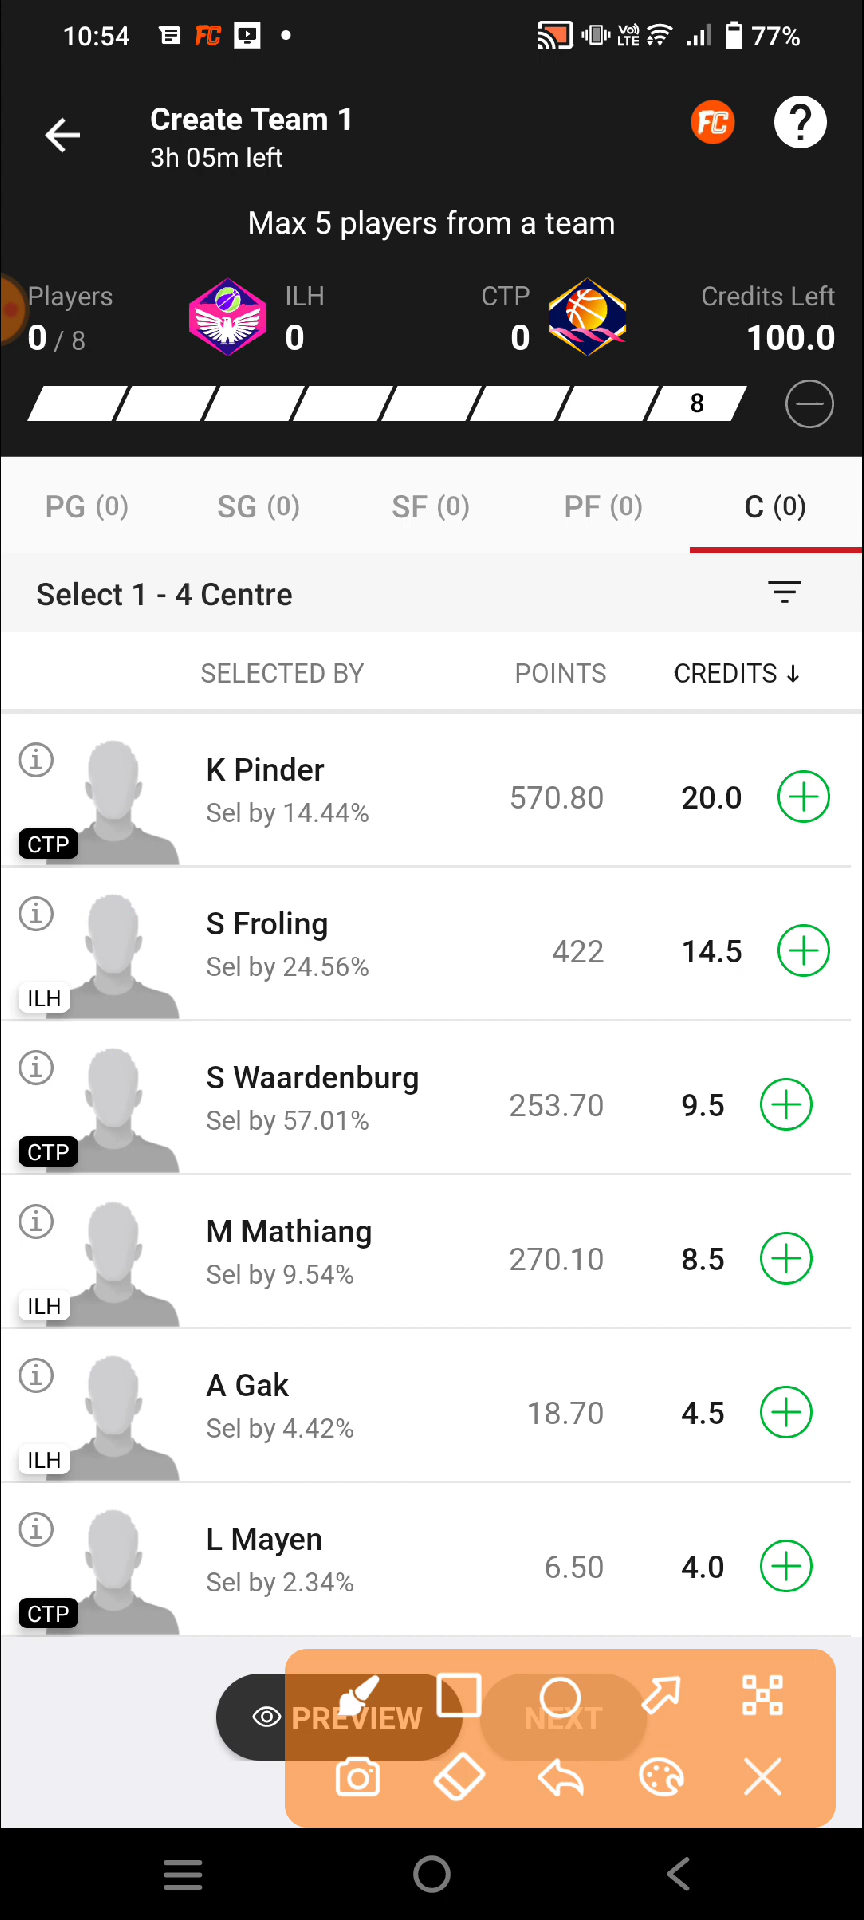 10:54 FC Vo) LTE 77%
Create Team 1
3h 05m left
FC ?
Max 5 players from a team
Players ILH CTP Credits Left
0 / 8 0 0 100.0
8
PG (0) SG (0) SF (0) PF (0) C (0)
Select 1 - 4 Centre
SELECTED BY POINTS CREDITS ↓
K Pinder
Sel by 14.44% 570.80 20.0
CTP
S Froling
Sel by 24.56% 422 14.5
ILH
S Waardenburg
Sel by 57.01% 253.70 9.5
CTP
M Mathiang
Sel by 9.54% 270.10 8.5
ILH
A Gak
Sel by 4.42% 18.70 4.5
ILH
L Mayen
Sel by 2.34% 6.50 4.0
CTP
PREVIEW NEXT